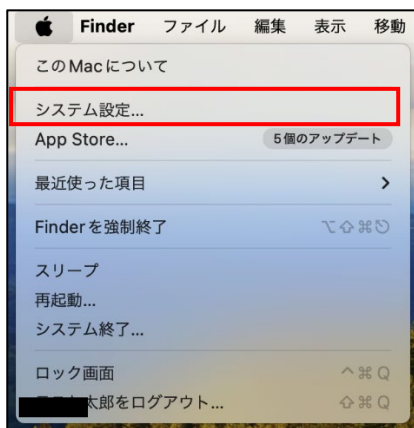 Finder ファイル 編集 表示 移動
このMacについて
システム設定...
App Store... 5個のアップデート
最近使った項目 >
Finderを強制終了 ⌥⇧⌘⎋
スリープ
再起動...
システム終了...
ロック画面 ^⌘Q
太郎をログアウト... ⇧⌘Q